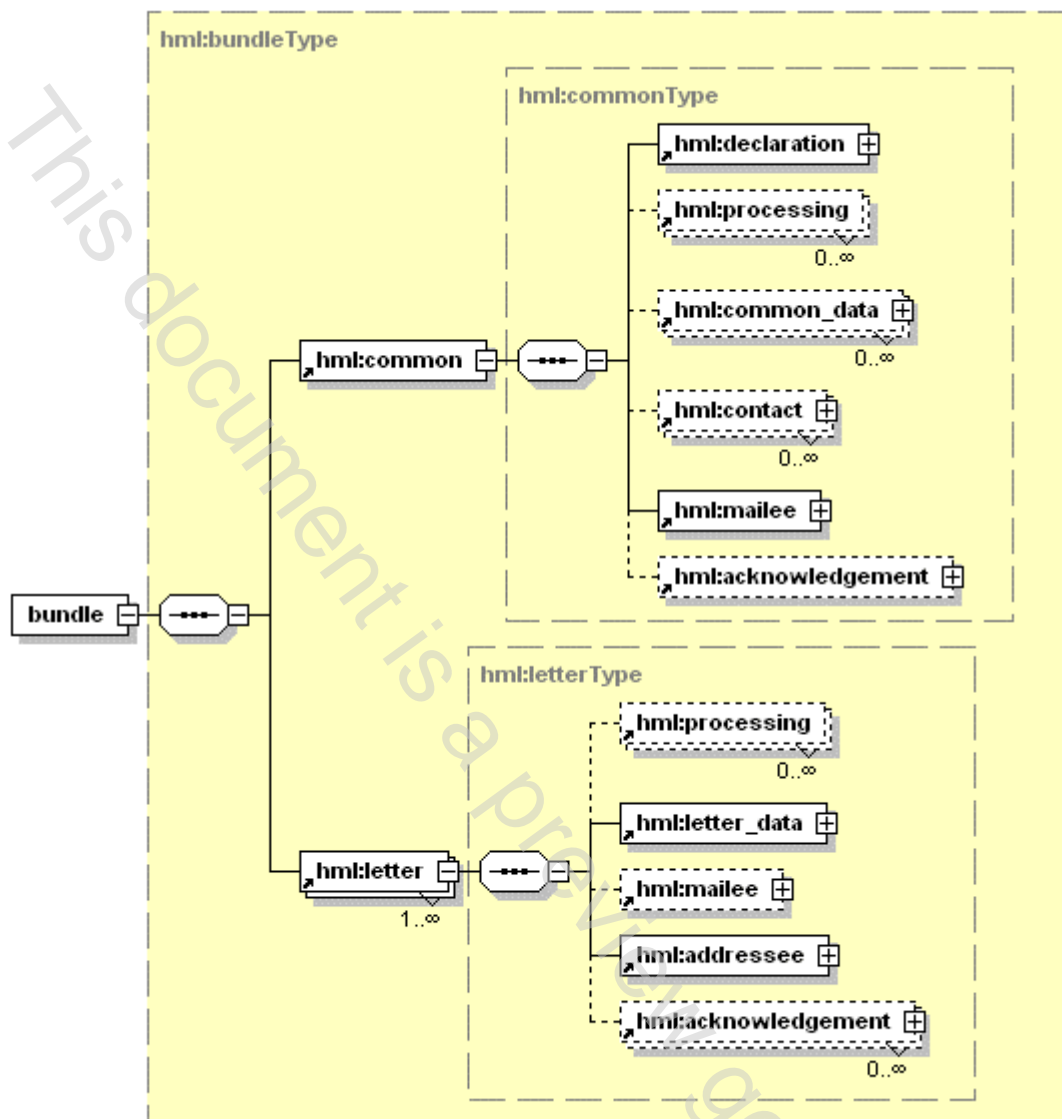 hml:bundleType
hml:commonType
hml:declaration
hml:processing
0..∞
hml:common_data
0..∞
hml:common
hml:contact
0..∞
hml:mailee
hml:acknowledgement
bundle
hml:letterType
hml:processing
0..∞
hml:letter_data
hml:letter
1..∞
hml:mailee
hml:addressee
hml:acknowledgement
0..∞
This document is a preview ge